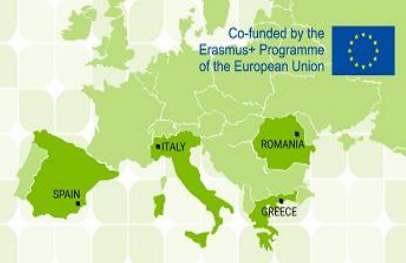 Co-funded by the
Erasmus+ Programme
of the European Union
ITALY
ROMANIA
SPAIN
GREECE